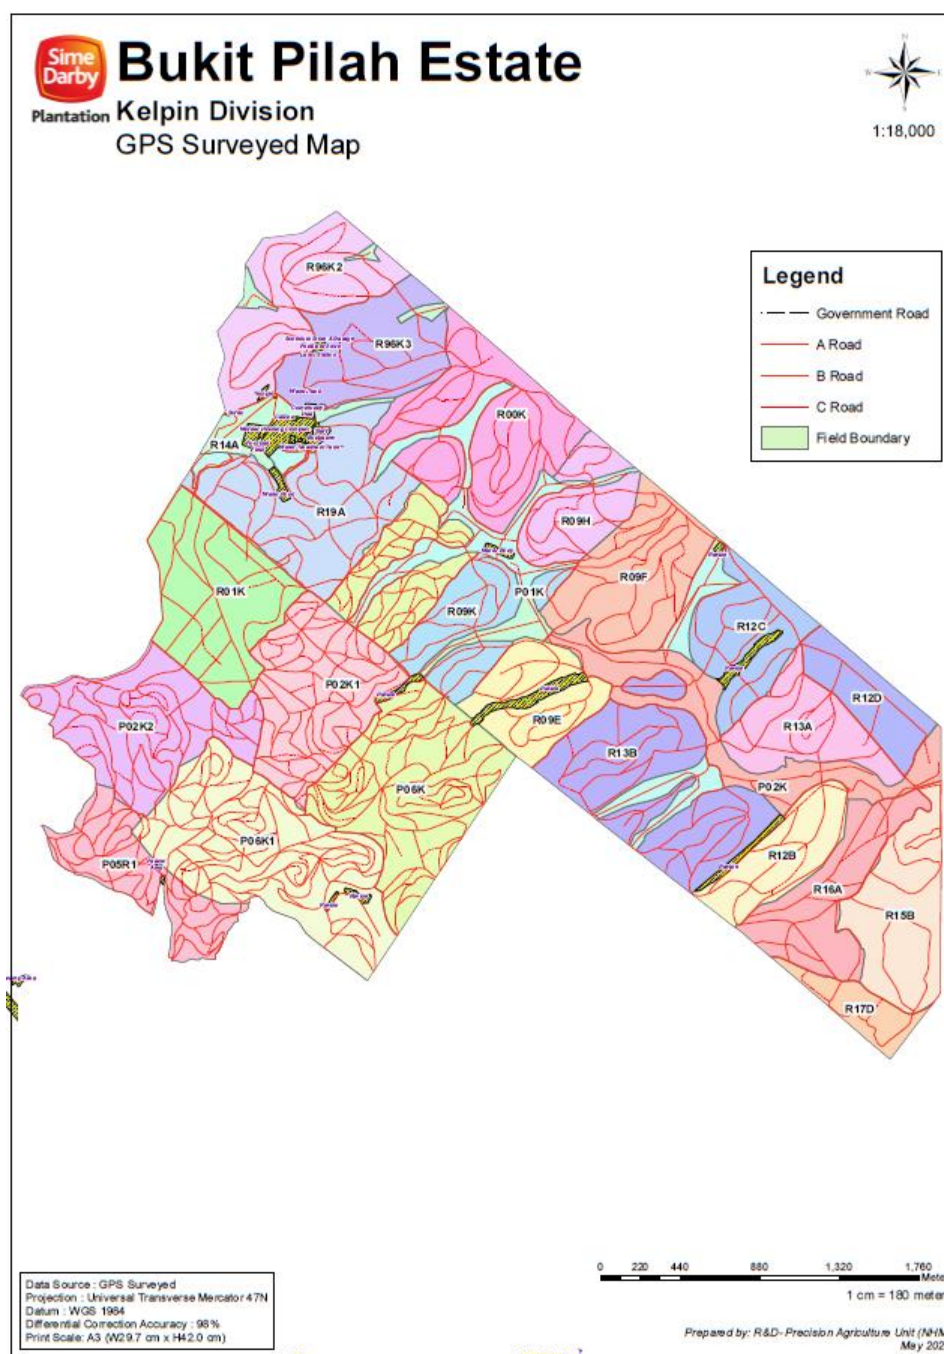 Sime
Darby
Plantation
Bukit Pilah Estate
Kelpin Division
GPS Surveyed Map
N
W
E
S
1:18,000
Legend
Government Road
A Road
B Road
C Road
Field Boundary
R96K2
R96K3
R00K
R14A
R19A
R09H
R01K
R09F
P01K
R09K
R12C
P02K1
R12D
P02K2
R09E
R13A
R13B
P06K
P02K
P06K1
R12B
P05R1
R16A
R15B
R17D
0 220 440 880 1,320 1,760
Mete
1 cm = 180 meter
Data Source : GPS Surveyed
Projection : Universal Transverse Mercator 47N
Datum : WGS 1984
Differential Correction Accuracy : 98%
Print Scale: A3 (W29.7 cm x H42.0 cm)
Prepared by: R&D- Precision Agriculture Unit (NHM
May 202